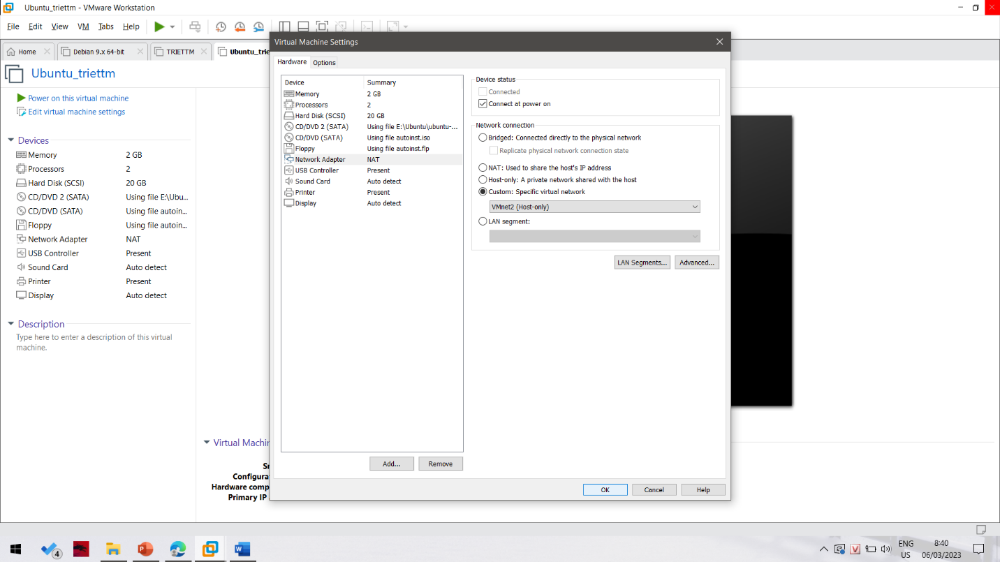 Ubuntu_triettm - VMware Workstation
File Edit View VM Tabs Help
Home Debian 9.x 64-bit TRIETTM Ubuntu_trie
Ubuntu_triettm
Power on this virtual machine
Edit virtual machine settings
Devices
Memory 2 GB
Processors 2
Hard Disk (SCSI) 20 GB
CD/DVD 2 (SATA) Using file E:\Ubu...
CD/DVD (SATA) Using file autoin...
Floppy Using file autoin...
Network Adapter NAT
USB Controller Present
Sound Card Auto detect
Printer Present
Display Auto detect
Description
Type here to enter a description of this virtual
machine.
Virtual Machin
Configura
Hardware comp
Primary IP
Virtual Machine Settings
Hardware Options
Device Summary
Memory 2 GB
Processors 2
Hard Disk (SCSI) 20 GB
CD/DVD 2 (SATA) Using file E:\Ubuntu\ubuntu-...
CD/DVD (SATA) Using file autoinst.iso
Floppy Using file autoinst.flp
Network Adapter NAT
USB Controller Present
Sound Card Auto detect
Printer Present
Display Auto detect
Add... Remove
Device status
Connected
Connect at power on
Network connection
Bridged: Connected directly to the physical network
Replicate physical network connection state
NAT: Used to share the host's IP address
Host-only: A private network shared with the host
Custom: Specific virtual network
VMnet2 (Host-only)
LAN segment:
LAN Segments... Advanced...
OK Cancel Help
4
P
W
V
ENG
US
8:40
06/03/2023